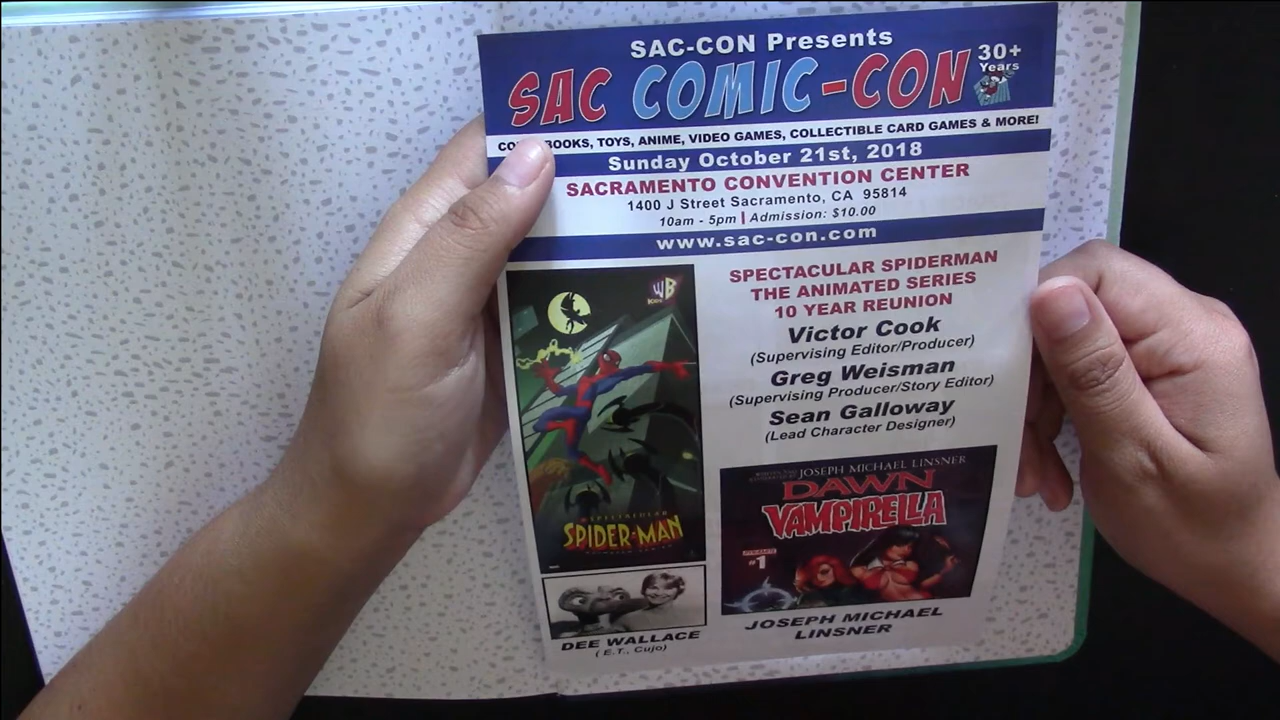 SAC-CON Presents
SAC COMIC-CON
30+
Years
BOOKS, TOYS, ANIME, VIDEO GAMES, COLLECTIBLE CARD GAMES & MORE!
Sunday October 21st, 2018
SACRAMENTO CONVENTION CENTER
1400 J Street Sacramento, CA 95814
10am - 5pm | Admission: $10.00
www.sac-con.com
WB
Kids
SPECTACULAR
SPIDER-MAN
SPECTACULAR SPIDERMAN
THE ANIMATED SERIES
10 YEAR REUNION
Victor Cook
(Supervising Editor/Producer)
Greg Weisman
(Supervising Producer/Story Editor)
Sean Galloway
(Lead Character Designer)
JOSEPH MICHAEL LINSNER
DAWN
VAMPIRELLA
#1
DEE WALLACE
( E.T., Cujo)
JOSEPH MICHAEL
LINSNER